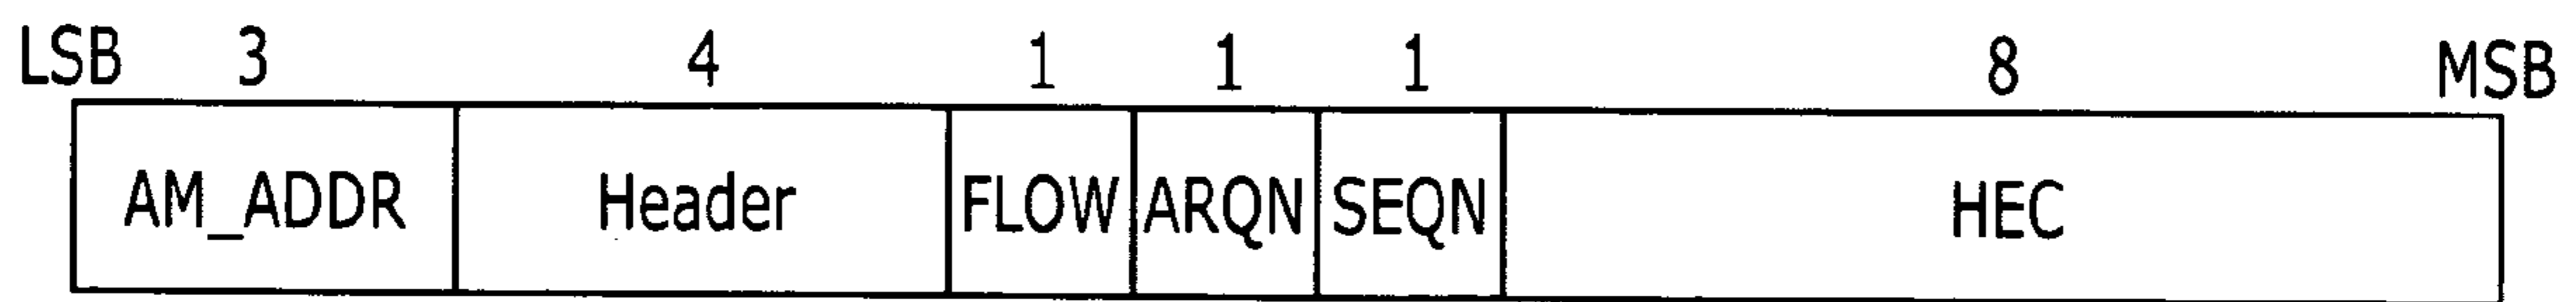 LSB 3 4 1 1 1 8 MSB
AM_ADDR Header FLOW ARQN SEQN HEC